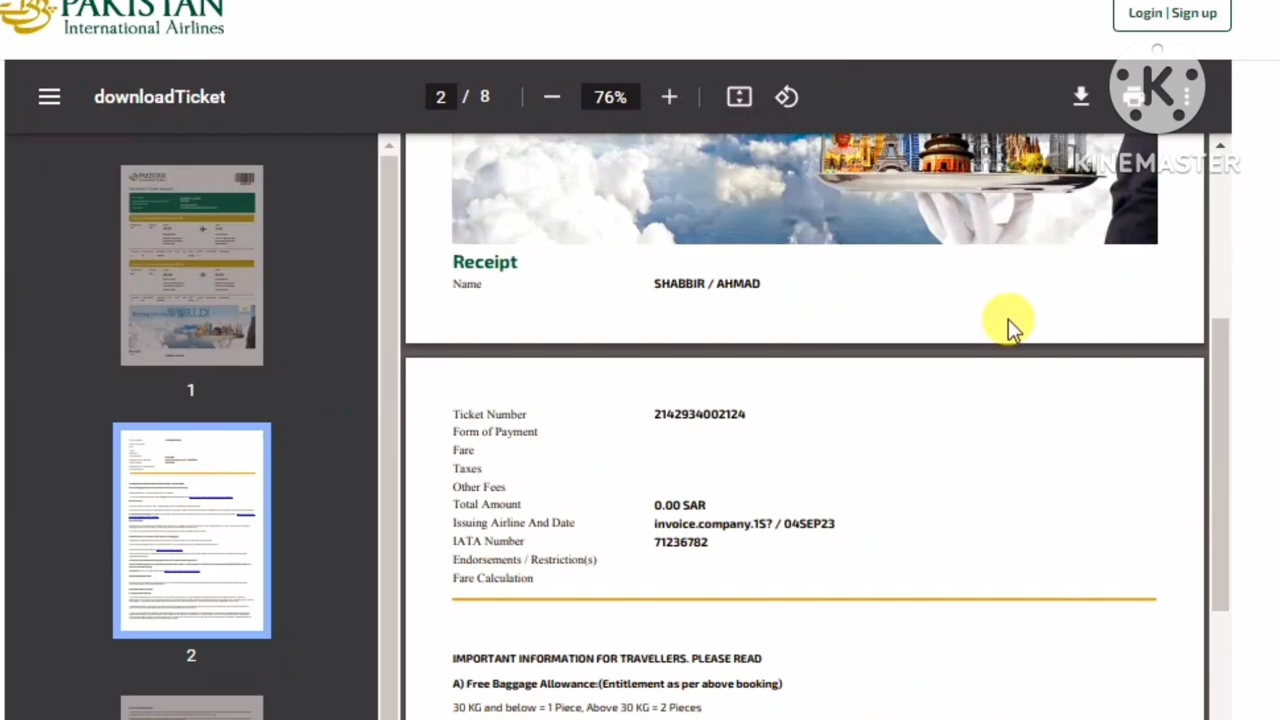 PAKISTAN
International Airlines
Login | Sign up
downloadTicket
2 / 8
76%
K
KINEMASTER
Receipt
Name SHABBIR / AHMAD
Ticket Number 2142934002124
Form of Payment
Fare
Taxes
Other Fees
Total Amount 0.00 SAR
Issuing Airline And Date invoice.company.1S? / 04SEP23
IATA Number 71236782
Endorsements / Restriction(s)
Fare Calculation
IMPORTANT INFORMATION FOR TRAVELLERS. PLEASE READ
A) Free Baggage Allowance:(Entitlement as per above booking)
30 KG and below = 1 Piece, Above 30 KG = 2 Pieces
1
2